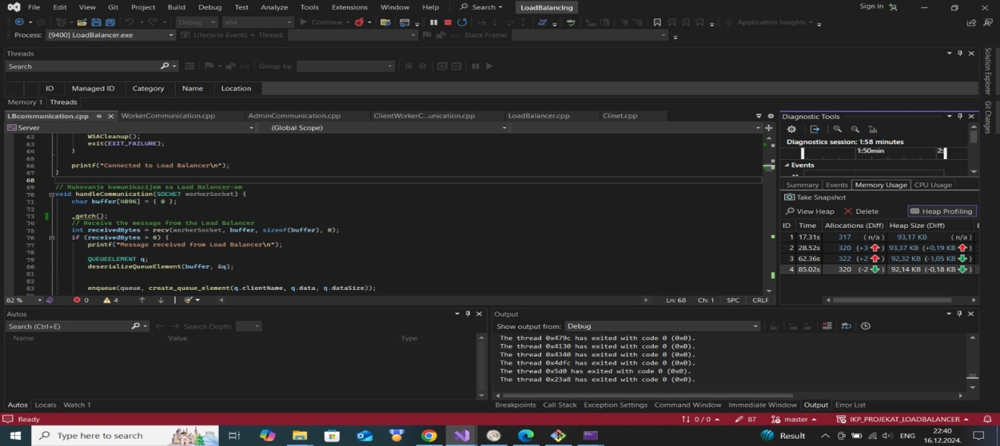 File Edit View Git Project Build Debug Test Analyze Tools Extensions Window Help Search LoadBalancing Sign in
Debug x64 Continue Application Insights
Process: [9400] LoadBalancer.exe Lifecycle Events Thread: Stack Frame:
Threads
Search Group by:
ID Managed ID Category Name Location
Memory 1 Threads
LBcommunication.cpp WorkerCommunication.cpp AdminCommunication.cpp ClientWorkerC...unication.cpp LoadBalancer.cpp Clinet.cpp
Server (Global Scope)
62 WSACleanup();
63 exit(EXIT_FAILURE);
64 }
65
66 printf("Connected to Load Balancer\n");
67 }
68
69 // Rukovanje komunikacijom sa Load Balancer-om
70 void handleCommunication(SOCKET workerSocket) {
71 char buffer[4096] = { 0 };
72
73 _getch();
74 // Receive the message from the Load Balancer
75 int receivedBytes = recv(workerSocket, buffer, sizeof(buffer), 0);
76 if (receivedBytes > 0) {
77 printf("Message received from Load Balancer\n");
78
79 QUEUEELEMENT q;
80 deserializeQueueElement(buffer, &q);
81
82
83 enqueue(queue, create_queue_element(q.clientName, q.data, q.dataSize));
82 % 0 4 Ln: 68 Ch: 1 SPC CRLF
Diagnostic Tools
Diagnostics session: 1:58 minutes
1:50min 2:
Events
Summary Events Memory Usage CPU Usage
Take Snapshot
View Heap Delete Heap Profiling
ID Time Allocations (Diff) Heap Size (Diff)
1 17.31s 317 (n/a) 93,17 KB (n/a)
2 28.52s 320 (+3) 93,37 KB (+0,19 KB)
3 62.36s 322 (+2) 92,32 KB (-1,05 KB)
4 85.02s 320 (-2) 92,14 KB (-0,18 KB)
Solution Explorer
Git Changes
Autos
Search (Ctrl+E) Search Depth:
Name Value Type
Autos Locals Watch 1
Output
Show output from: Debug
The thread 0x479c has exited with code 0 (0x0).
The thread 0x4130 has exited with code 0 (0x0).
The thread 0x4340 has exited with code 0 (0x0).
The thread 0x4dfc has exited with code 0 (0x0).
The thread 0x5d0 has exited with code 0 (0x0).
The thread 0x23a8 has exited with code 0 (0x0).
Breakpoints Call Stack Exception Settings Command Window Immediate Window Output Error List
Ready 0 / 0 87 master IKP_PROJEKAT_LOADBALANCER
Type here to search Result ENG 22:40
16.12.2024.